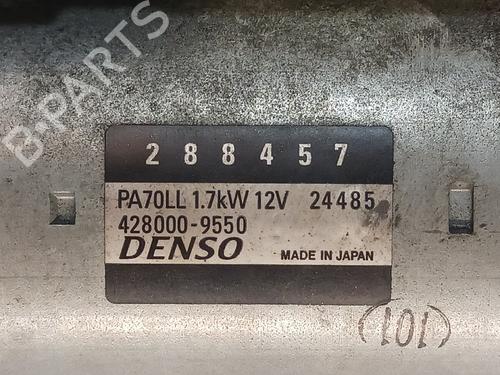 B-PARTS
288457
PA70LL 1.7kW 12V 24485
428000-9550
DENSO MADE IN JAPAN
(101)